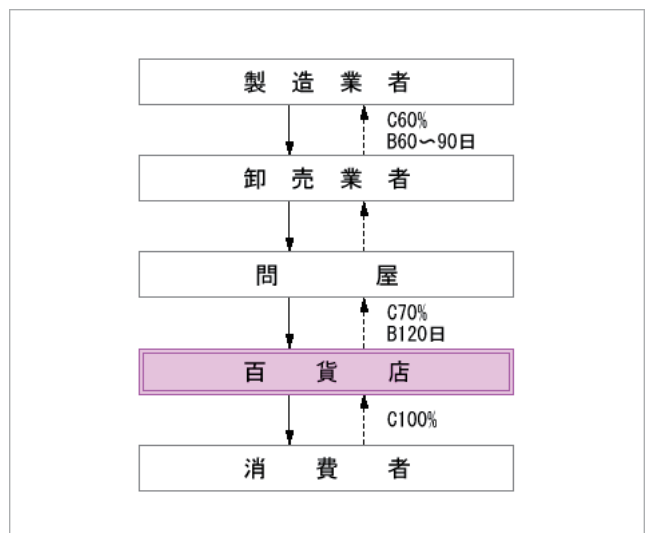 製造業者
C60%
B60〜90日
卸売業者
問屋
C70%
B120日
百貨店
C100%
消費者